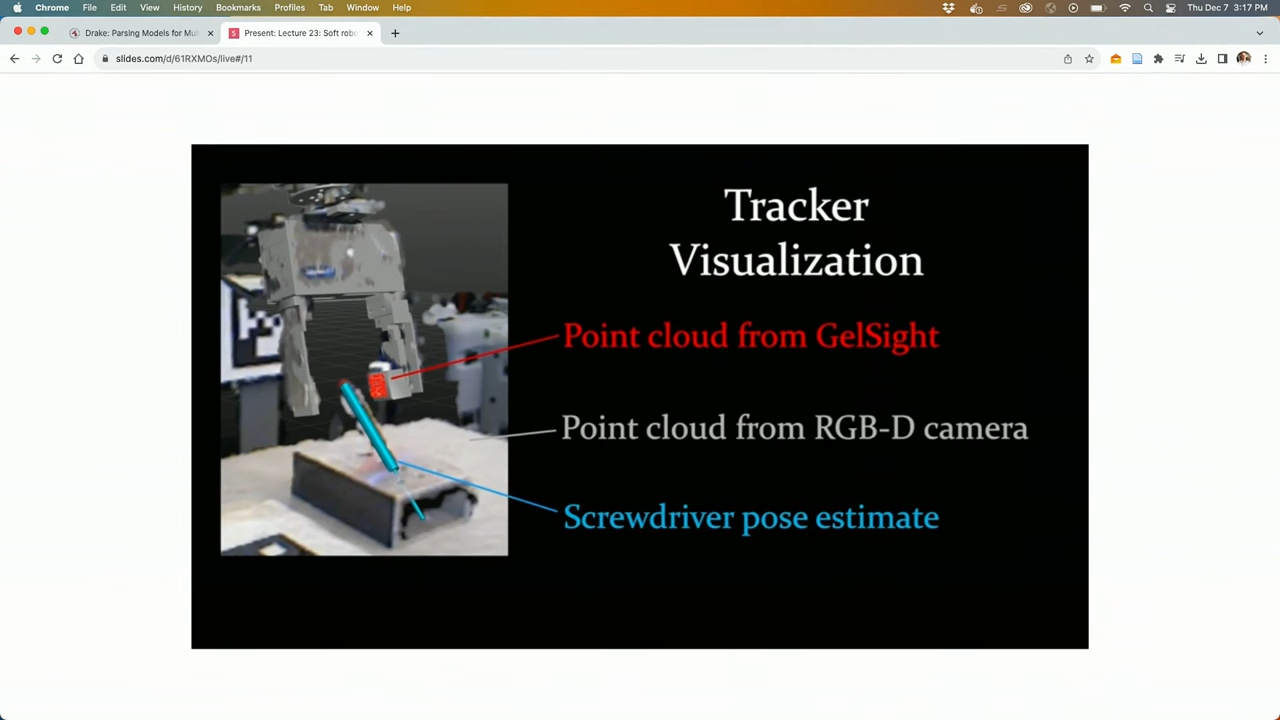 Chrome File Edit View History Bookmarks Profiles Tab Window Help Thu Dec 7 3:17 PM
Drake: Parsing Models for Mul
Present: Lecture 23: Soft robo
slides.com/d/61RXMOs/live#/11
Tracker
Visualization
Point cloud from GelSight
Point cloud from RGB-D camera
Screwdriver pose estimate